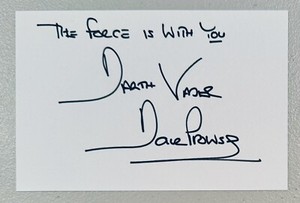 THE FORCE IS WITH YOU
DARTH VADER
Dave Prowse